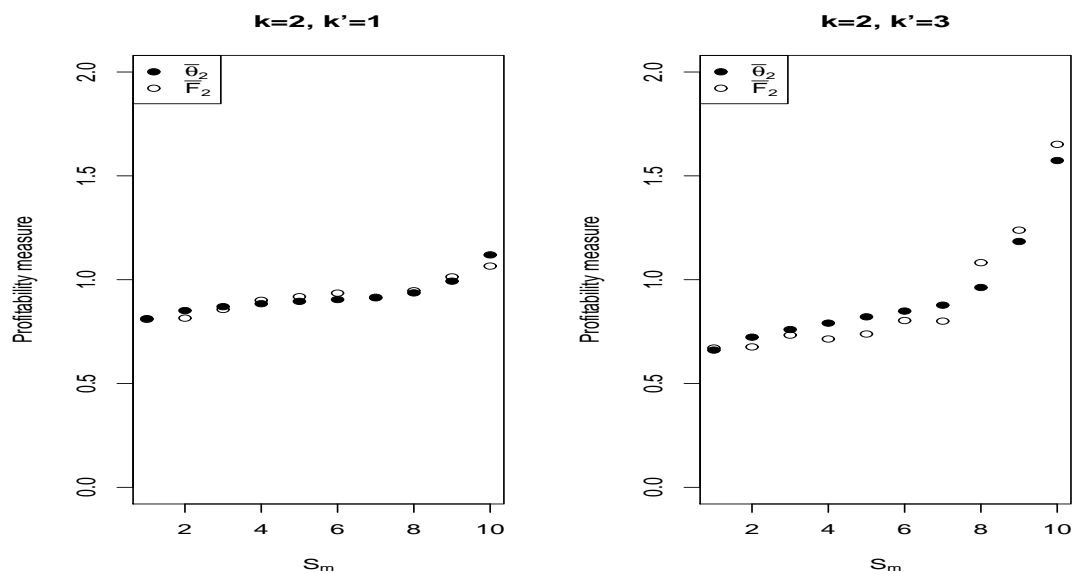 k=2, k'=1
θ̅₂
F̅₂
Profitability measure
2.0
1.5
1.0
0.5
0.0
2 4 6 8 10
Sₘ
k=2, k'=3
θ̅₂
F̅₂
Profitability measure
2.0
1.5
1.0
0.5
0.0
2 4 6 8 10
Sₘ